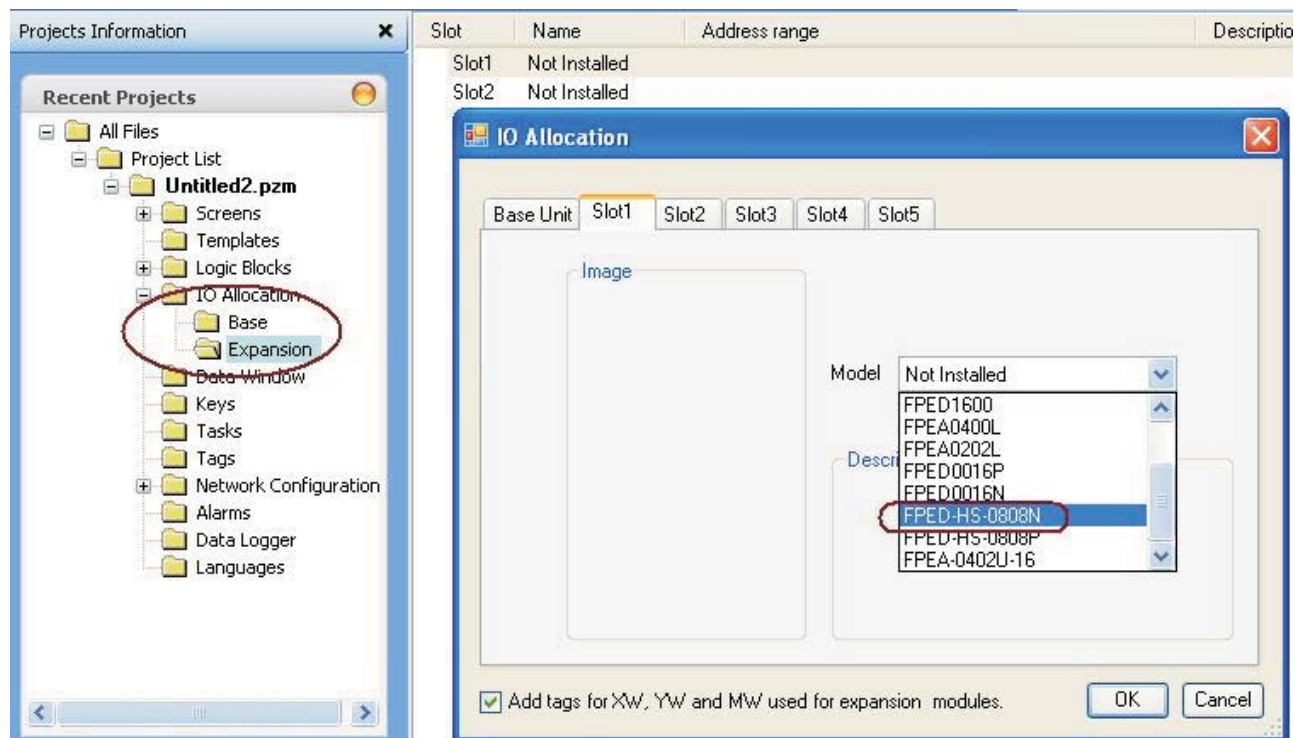 Projects Information
Recent Projects
All Files
Project List
Untitled2.pzm
Screens
Templates
Logic Blocks
IO Allocation
Base
Expansion
Data Window
Keys
Tasks
Tags
Network Configuration
Alarms
Data Logger
Languages
Slot Name Address range Descriptio
Slot1 Not Installed
Slot2 Not Installed
IO Allocation
Base Unit Slot1 Slot2 Slot3 Slot4 Slot5
Image
Model Not Installed
FPED1600
FPEA0400L
FPEA0202L
Descri
FPED0016P
FPED0016N
FPED-HS-0808N
FPED-HS-0808P
FPEA-0402U-16
Add tags for XW, YW and MW used for expansion modules.
OK Cancel